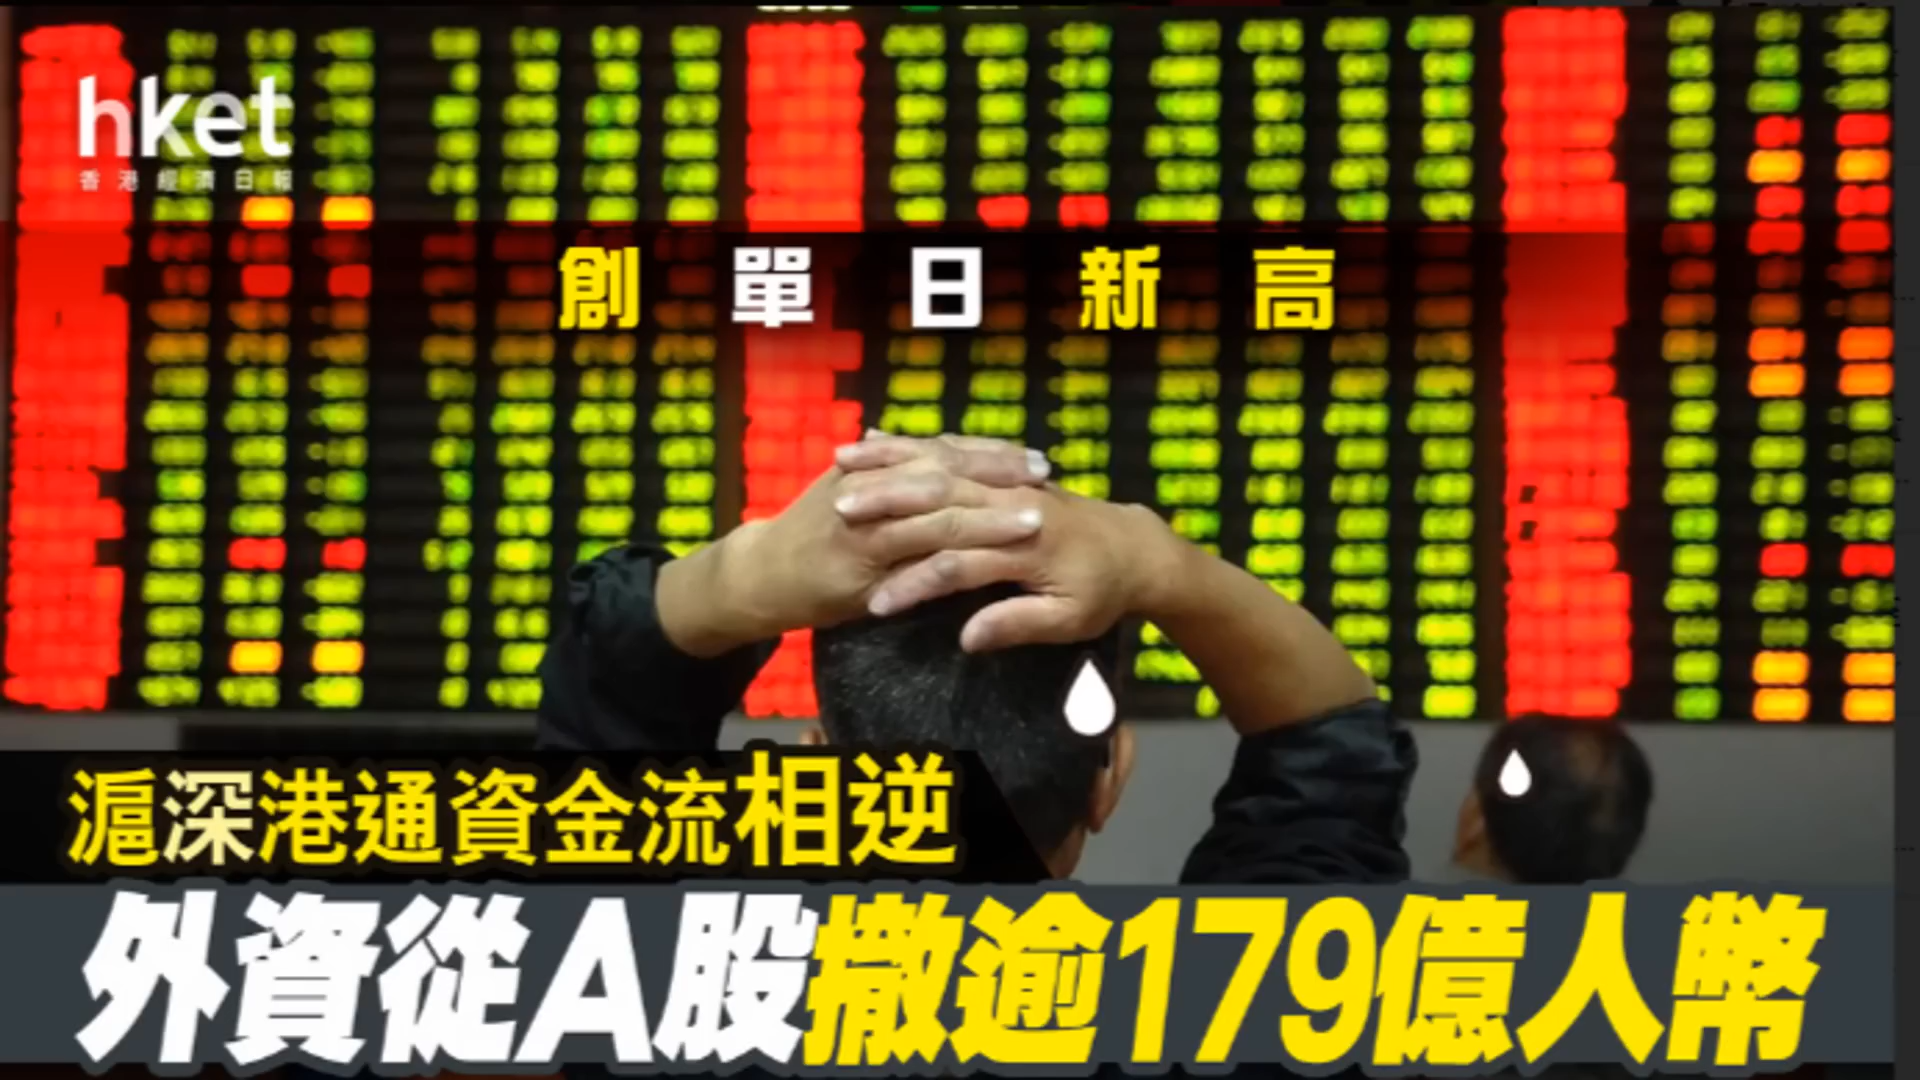 hket
香港經濟日報
創單日新高
滬深港通資金流相逆
外資從A股撤逾179億人幣